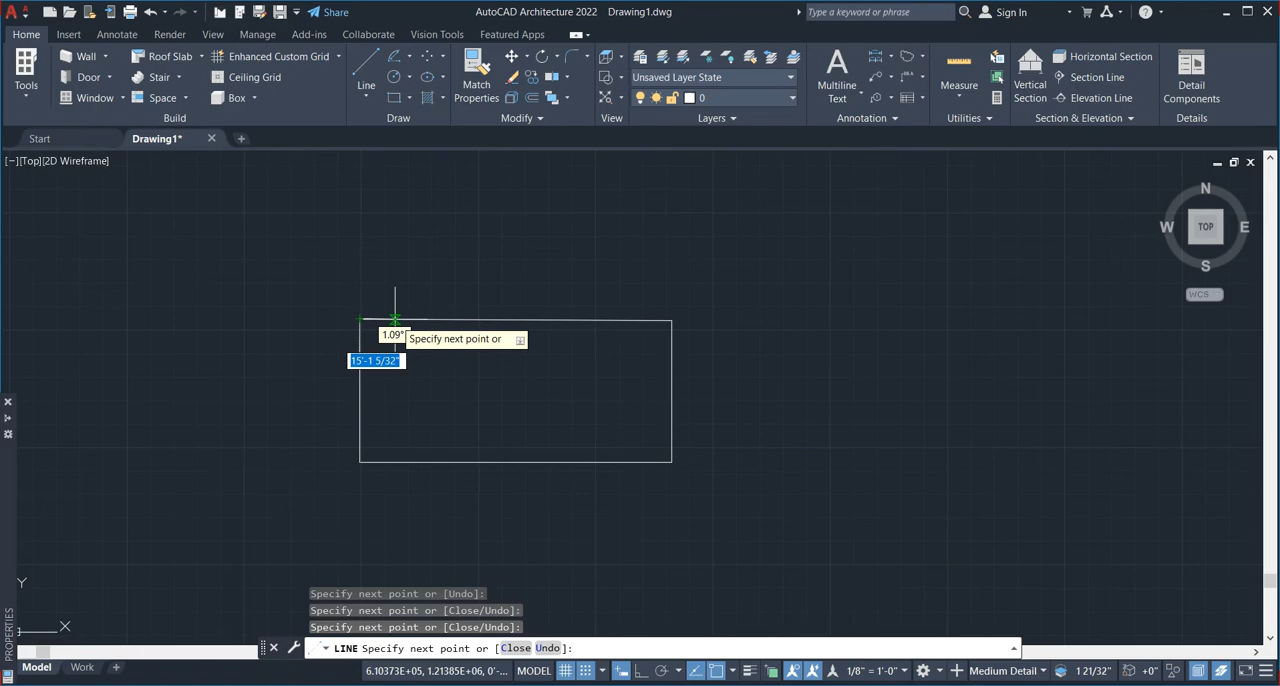 Share
AutoCAD Architecture 2022 Drawing1.dwg
Type a keyword or phrase
Sign In
Home Insert Annotate Render View Manage Add-ins Collaborate Vision Tools Featured Apps
Tools
Wall
Door
Window
Roof Slab
Stair
Space
Enhanced Custom Grid
Ceiling Grid
Box
Build
Line
Draw
Match
Properties
Modify
View
Unsaved Layer State
0
Layers
Multiline
Text
Annotation
Measure
Utilities
Vertical
Section
Horizontal Section
Section Line
Elevation Line
Section & Elevation
Detail
Components
Details
Start Drawing1*
[−][Top][2D Wireframe]
N
W TOP E
S
WCS
1.09°
Specify next point or
15'-1 5/32"
Y
X
PROPERTIES
Specify next point or [Undo]:
Specify next point or [Close/Undo]:
Specify next point or [Close/Undo]:
LINE Specify next point or [Close Undo]:
Model Work
6.10373E+05, 1.21385E+06, 0'-... MODEL
1/8" = 1'-0"
Medium Detail
1 21/32"
+0"